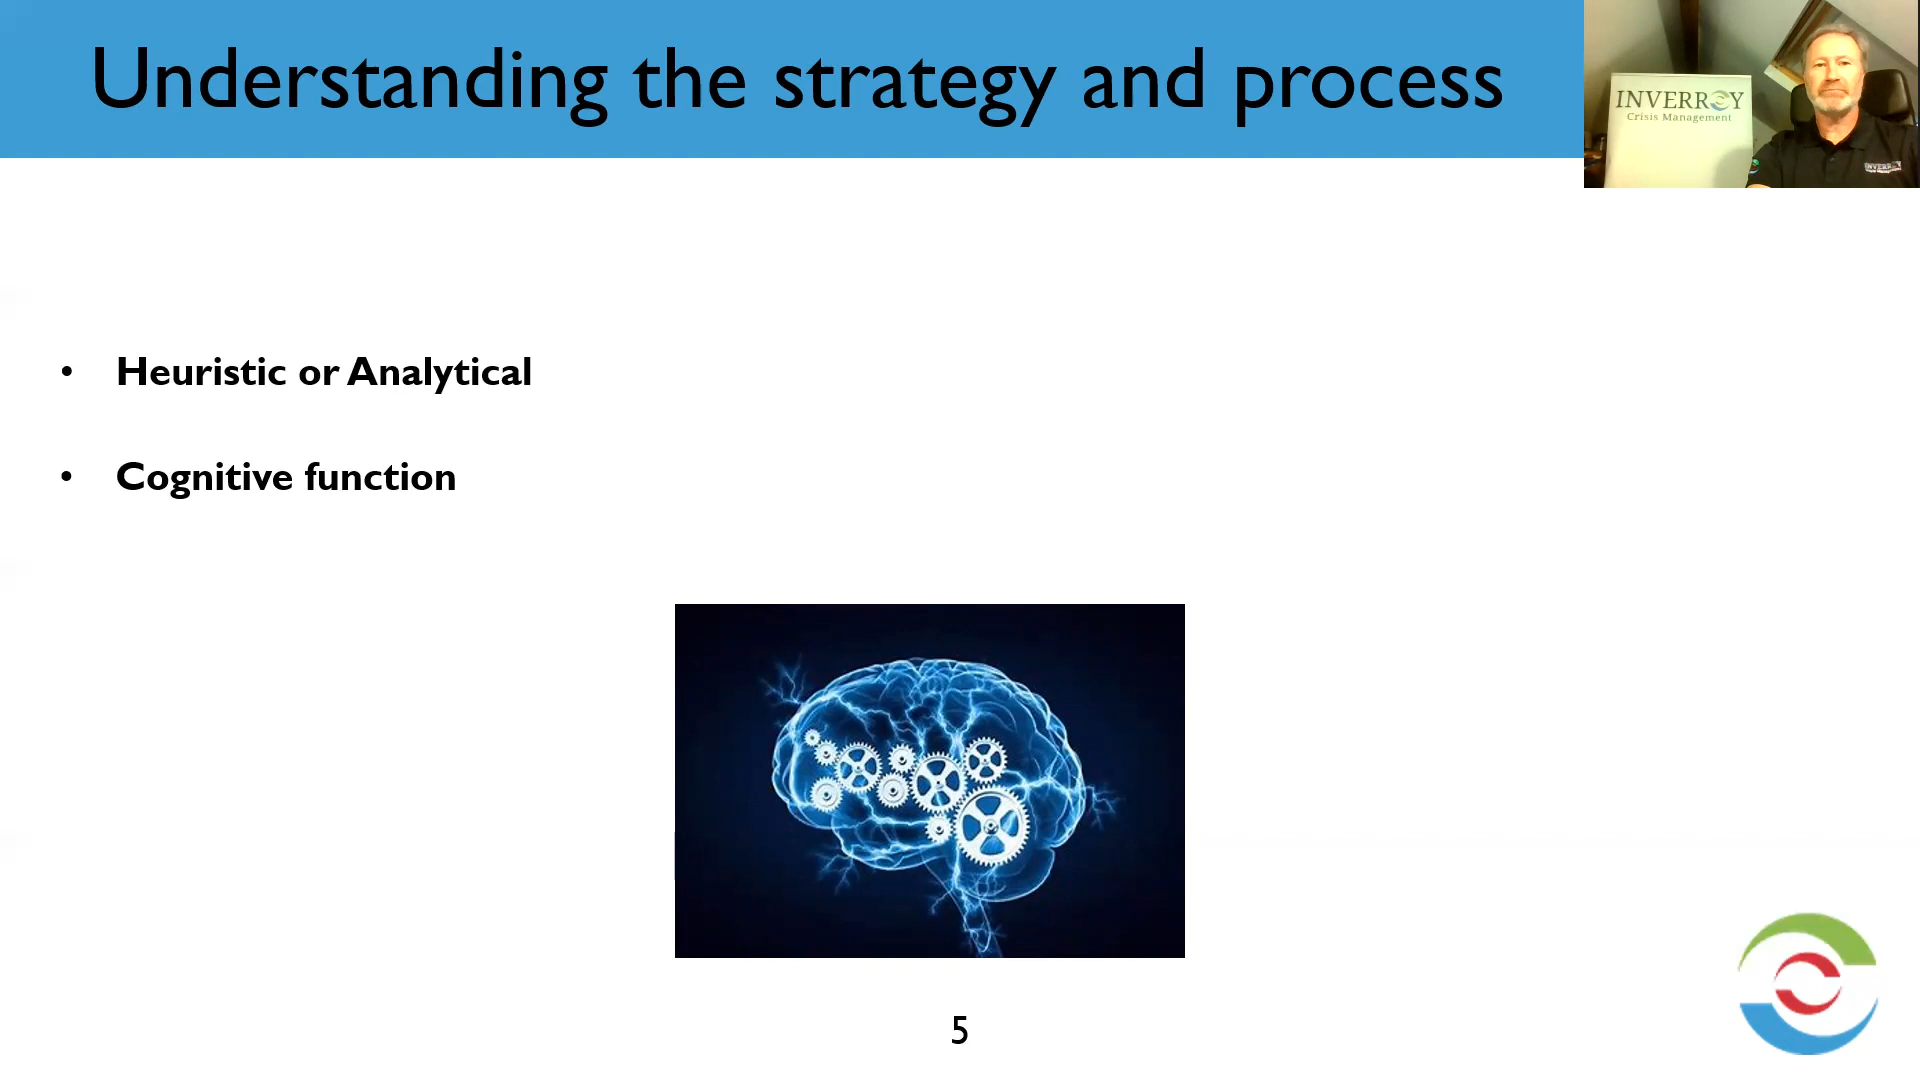 Understanding the strategy and process
INVERROY
Crisis Management
• Heuristic or Analytical
• Cognitive function
5